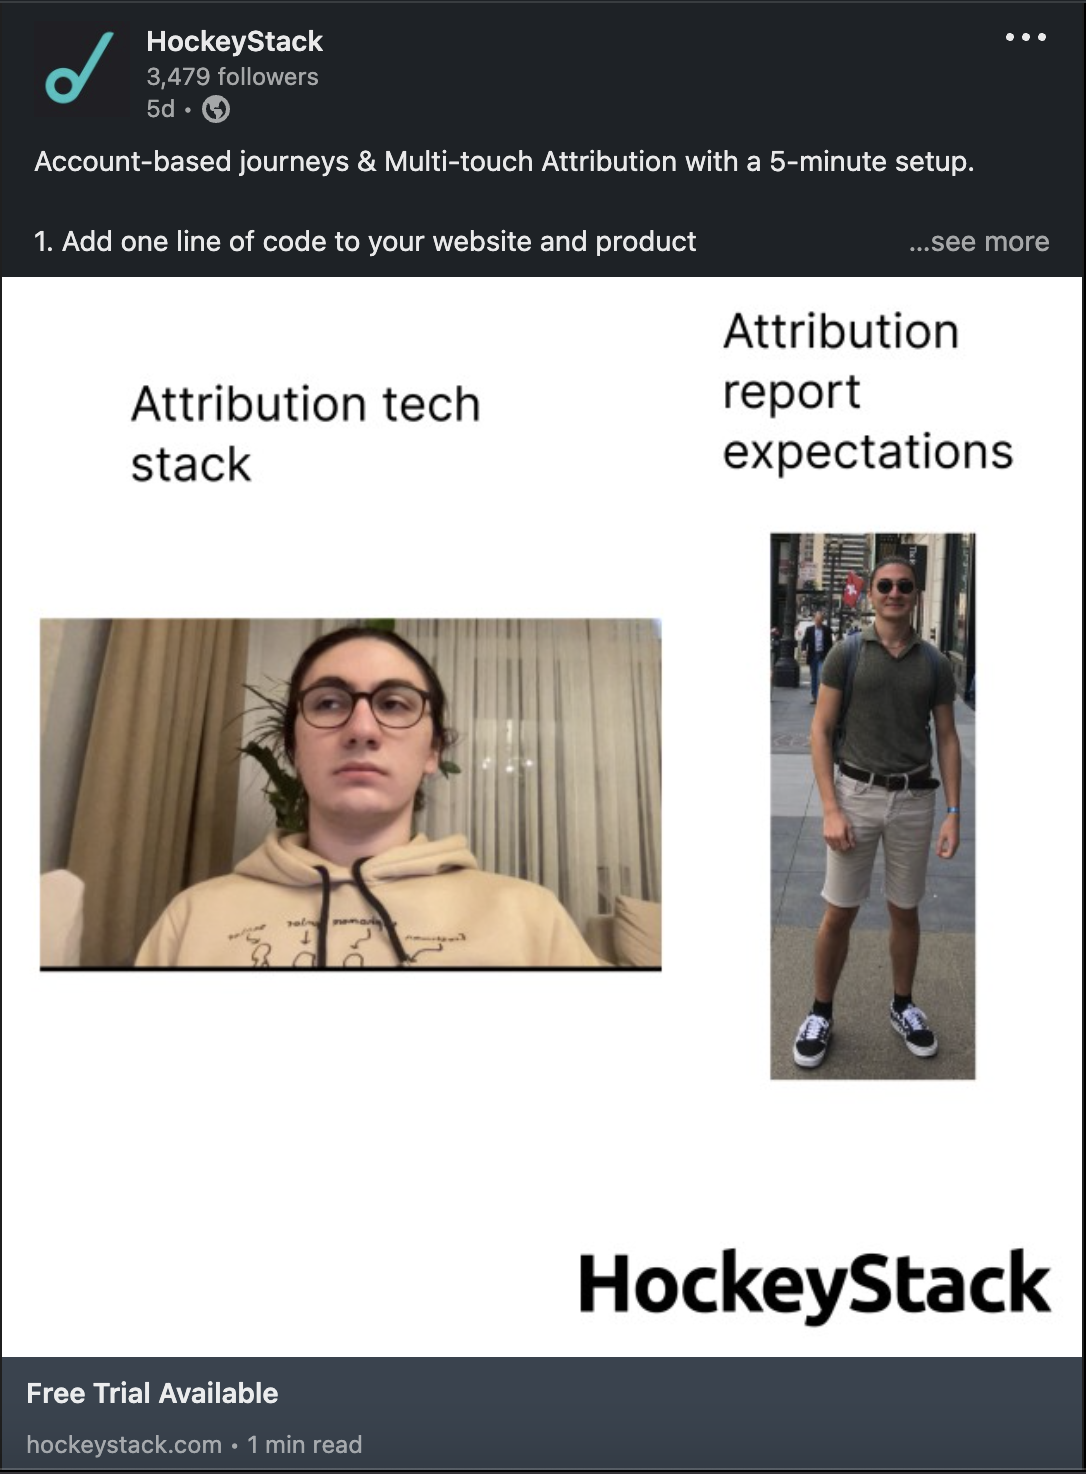 HockeyStack
3,479 followers
5d •
Account-based journeys & Multi-touch Attribution with a 5-minute setup.
1. Add one line of code to your website and product ...see more
Attribution tech
stack
Attribution
report
expectations
HockeyStack
Free Trial Available
hockeystack.com • 1 min read